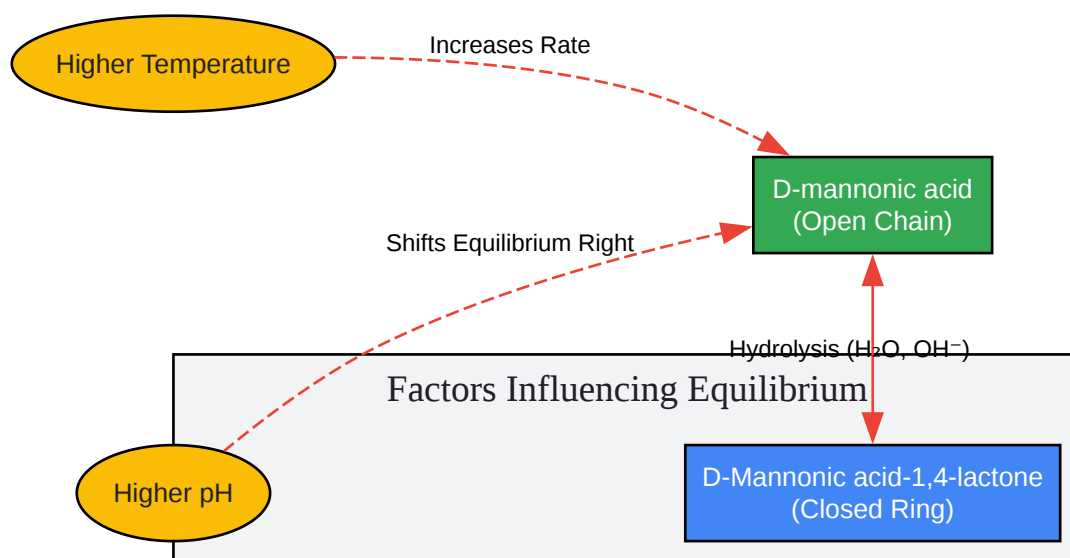 Increases Rate
Higher Temperature
D-mannonic acid
(Open Chain)
Shifts Equilibrium Right
Hydrolysis (H₂O, OH⁻)
Factors Influencing Equilibrium
D-Mannonic acid-1,4-lactone
(Closed Ring)
Higher pH